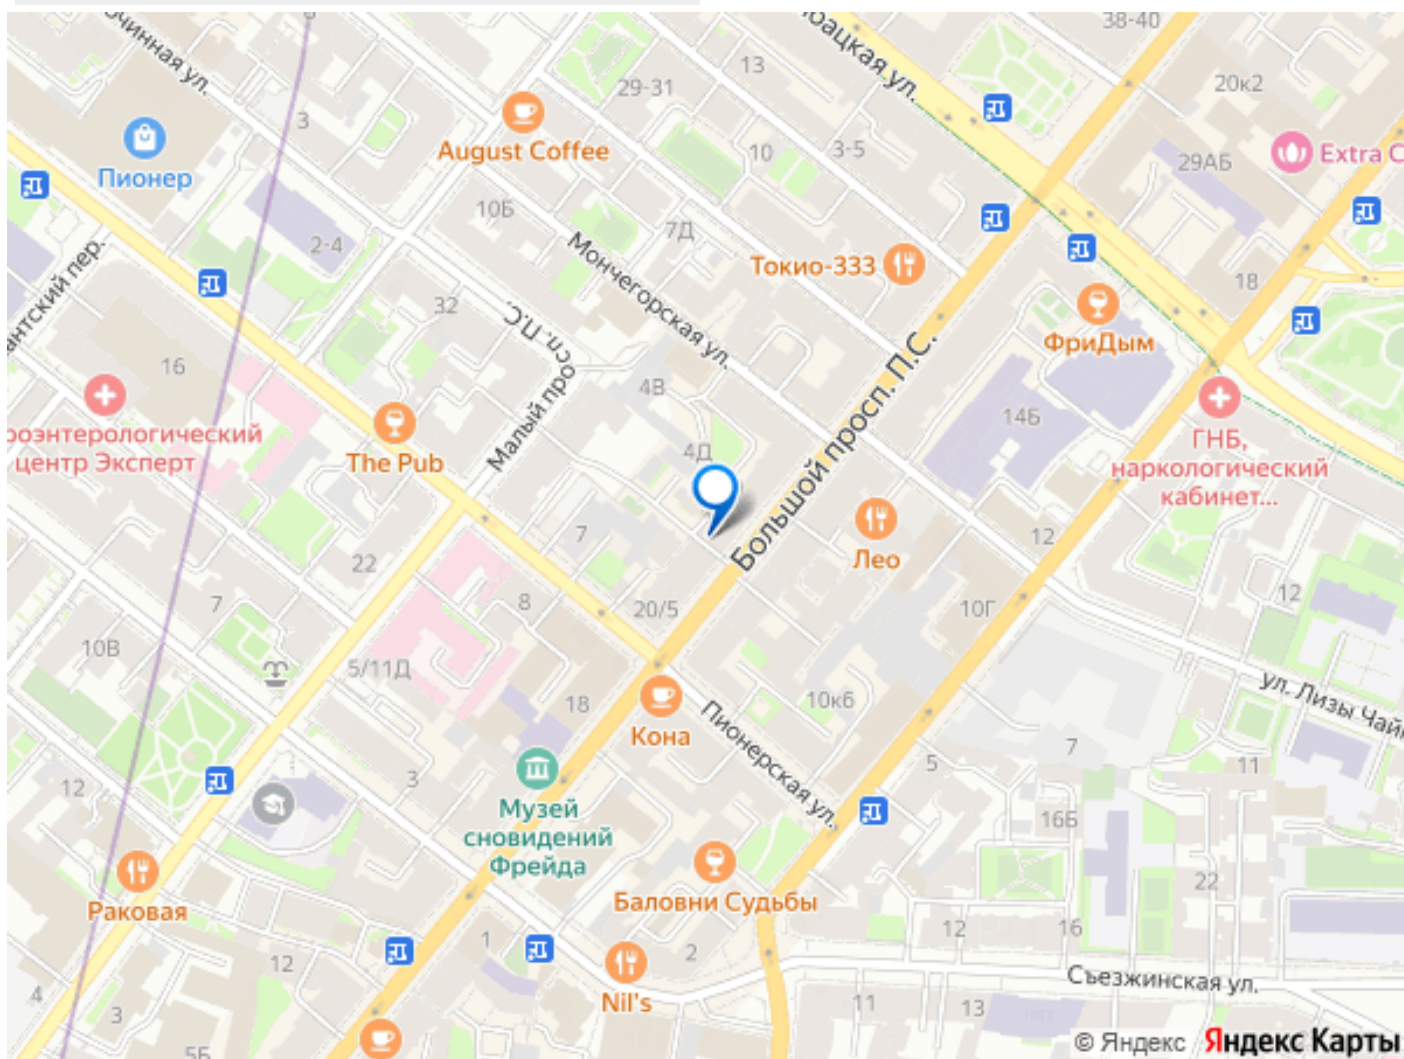 38-40
13
20к2
29-31
3
August Coffee
10
3-5
29АБ
Extra C
Пионер
10Б
7Д
2-4
Мончегорская ул.
Токио-333
18
32
Малый просп. П.С.
ФриДым
16
4В
Большой просп. П.С.
14Б
роэнтерологический
центр Эксперт
The Pub
4Д
ГНБ,
наркологический
кабинет...
7
Лео
12
22
8
20/5
10Г
12
7
10В
5/11Д
18
10к6
ул. Лизы Чай
Кона
Пионерская ул.
7
5
11
3
12
Музей
сновидений
Фрейда
16Б
22
Раковая
Баловни Судьбы
1
2
12
16
12
Съезжинская ул.
4
3
Nil's
11
13
5Б
© Яндекс Яндекс Карты